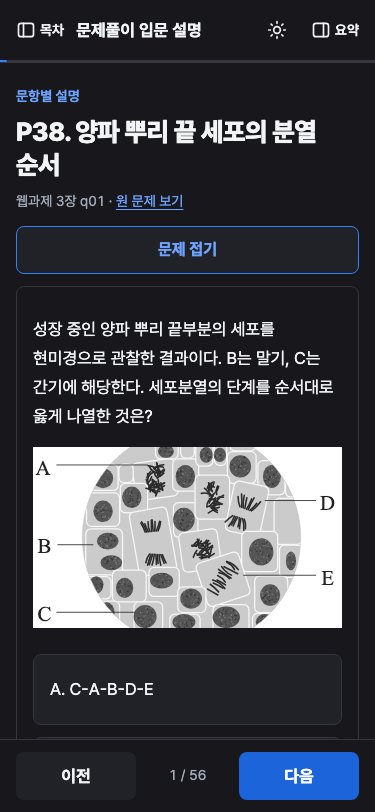 목차 문제풀이 입문 설명 요약
문항별 설명
P38. 양파 뿌리 끝 세포의 분열
순서
웹과제 3장 q01 · 원 문제 보기
문제 접기
성장 중인 양파 뿌리 끝부분의 세포를
현미경으로 관찰한 결과이다. B는 말기, C는
간기에 해당한다. 세포분열의 단계를 순서대로
옳게 나열한 것은?
A
D
B
E
C
A. C-A-B-D-E
이전 1 / 56 다음